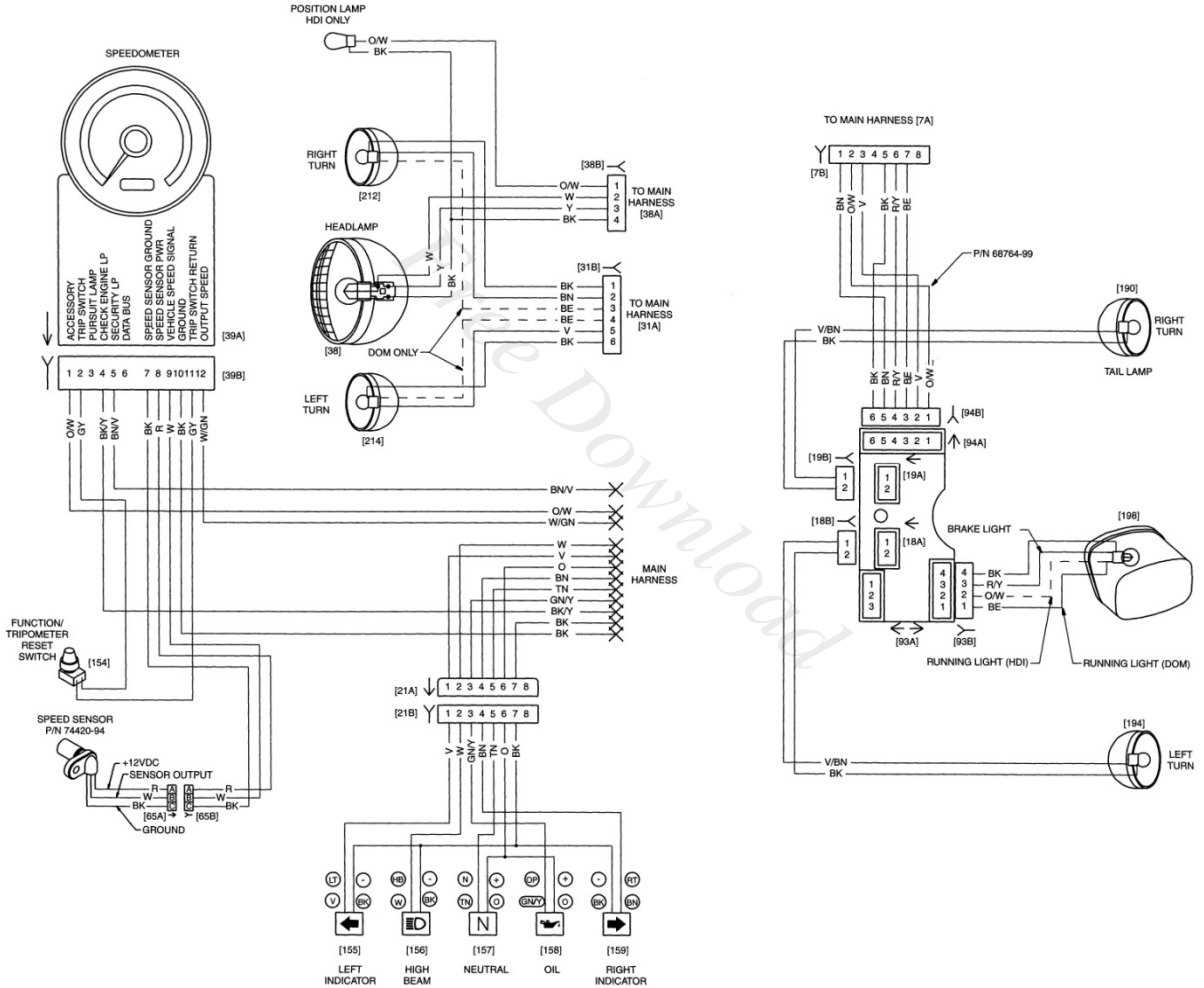 POSITION LAMP
HDI ONLY
O/W
BK
SPEEDOMETER
RIGHT
TURN
[212]
HEADLAMP
[38]
DOM ONLY
LEFT
TURN
[214]
W
Y
BK
[38B]
O/W 1
W 2
Y 3
BK 4
TO MAIN
HARNESS
[38A]
[31B]
BK 1
BN 2
BE 3
BE 4
V 5
BK 6
TO MAIN
HARNESS
[31A]
ACCESSORY
TRIP SWITCH
PURSUIT LAMP
CHECK ENGINE LP
SECURITY LP
DATA BUS
SPEED SENSOR GROUND
SPEED SENSOR PWR
VEHICLE SPEED SIGNAL
GROUND
TRIP SWITCH RETURN
OUTPUT SPEED
[39A]
1 2 3 4 5 6 7 8 9 10 11 12
[39B]
O/W
GY
BK/Y
BN/V
BK
R
W
BK
GY
W/GN
BN/V
O/W
W/GN
W
V
O
BN
TN
GN/Y
BK/Y
BK
BK
MAIN
HARNESS
FUNCTION/
TRIPOMETER
RESET
SWITCH
[154]
SPEED SENSOR
P/N 74420-94
+12VDC
SENSOR OUTPUT
GROUND
R A
W B
BK C
A R
B W
C BK
[65A]
[65B]
[21A]
1 2 3 4 5 6 7 8
[21B]
1 2 3 4 5 6 7 8
V
W
GN/Y
BN
TN
O
BK
LT - HB - N + OP + - RT
V BK W BK TN O GN/Y O BK BN
N
[155] [156] [157] [158] [159]
LEFT
INDICATOR
HIGH
BEAM
NEUTRAL
OIL
RIGHT
INDICATOR
TO MAIN HARNESS [7A]
1 2 3 4 5 6 7 8
[7B]
BN
O/W
V
BK
R/Y
BE
P/N 68764-99
[190]
RIGHT
TURN
TAIL LAMP
V/BN
BK
BK
BN
R/Y
BE
V
O/W
6 5 4 3 2 1
[94B]
6 5 4 3 2 1
[94A]
[19B]
1
2
1
2
[19A]
[18B]
1
2
1
2
[18A]
1
2
3
4
3
2
1
4
3
2
1
[93A]
[93B]
BRAKE LIGHT
[198]
BK
R/Y
O/W
BE
RUNNING LIGHT (HDI)
RUNNING LIGHT (DOM)
[194]
LEFT
TURN
V/BN
BK
Free Download